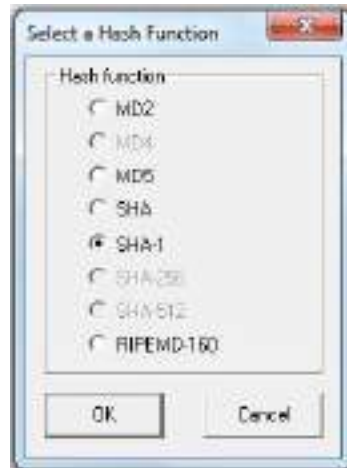 Select a Hash Function
Hash function
MD2
MD4
MD5
SHA
SHA-1
SHA-256
SHA-512
RIPEMD-160
OK
Cancel